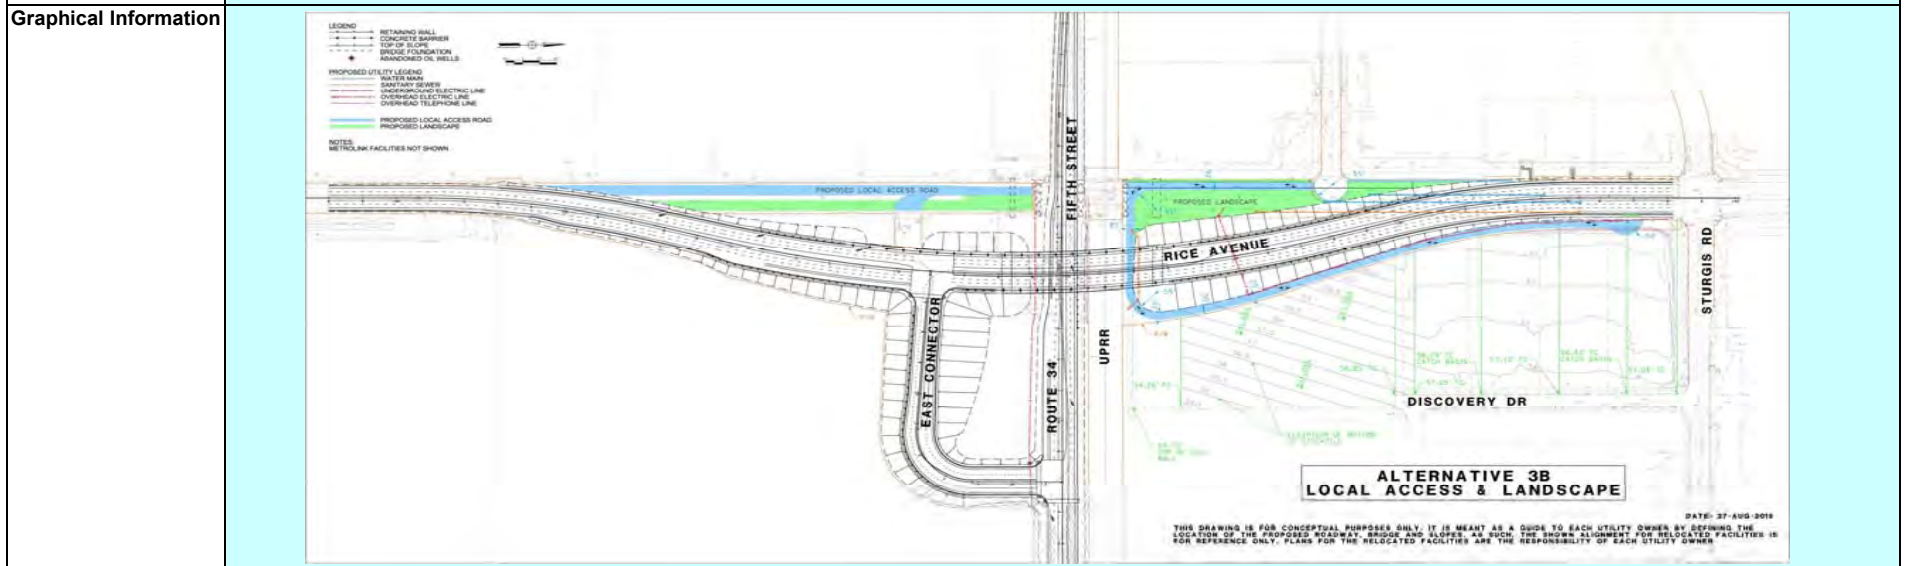 Graphical Information
LEGEND
RETAINING WALL
CONCRETE BARRIER
TOP OF SLOPE
BRIDGE FOUNDATION
ABANDONED OIL WELLS
PROPOSED UTILITY LEGEND
WATER MAIN
SANITARY SEWER
UNDERGROUND ELECTRIC LINE
OVERHEAD ELECTRIC LINE
OVERHEAD TELEPHONE LINE
PROPOSED LOCAL ACCESS ROAD
PROPOSED LANDSCAPE
NOTES:
METROLINK FACILITIES NOT SHOWN
PROPOSED LOCAL ACCESS ROAD
FIFTH STREET
PROPOSED LANDSCAPE
RICE AVENUE
STURGIS RD
EAST CONNECTOR
ROUTE 34
UPRR
CATCH BASIN
CATCH BASIN
DISCOVERY DR
ALTERNATIVE 3B
LOCAL ACCESS & LANDSCAPE
DATE: 27-AUG-2015
THIS DRAWING IS FOR CONCEPTUAL PURPOSES ONLY. IT IS MEANT AS A GUIDE TO EACH UTILITY OWNER BY DEFINING THE
LOCATION OF THE PROPOSED ROADWAY, BRIDGE AND SLOPES. AS SUCH, THE SHOWN ALIGNMENT FOR RELOCATED FACILITIES IS
FOR REFERENCE ONLY. PLANS FOR THE RELOCATED FACILITIES ARE THE RESPONSIBILITY OF EACH UTILITY OWNER